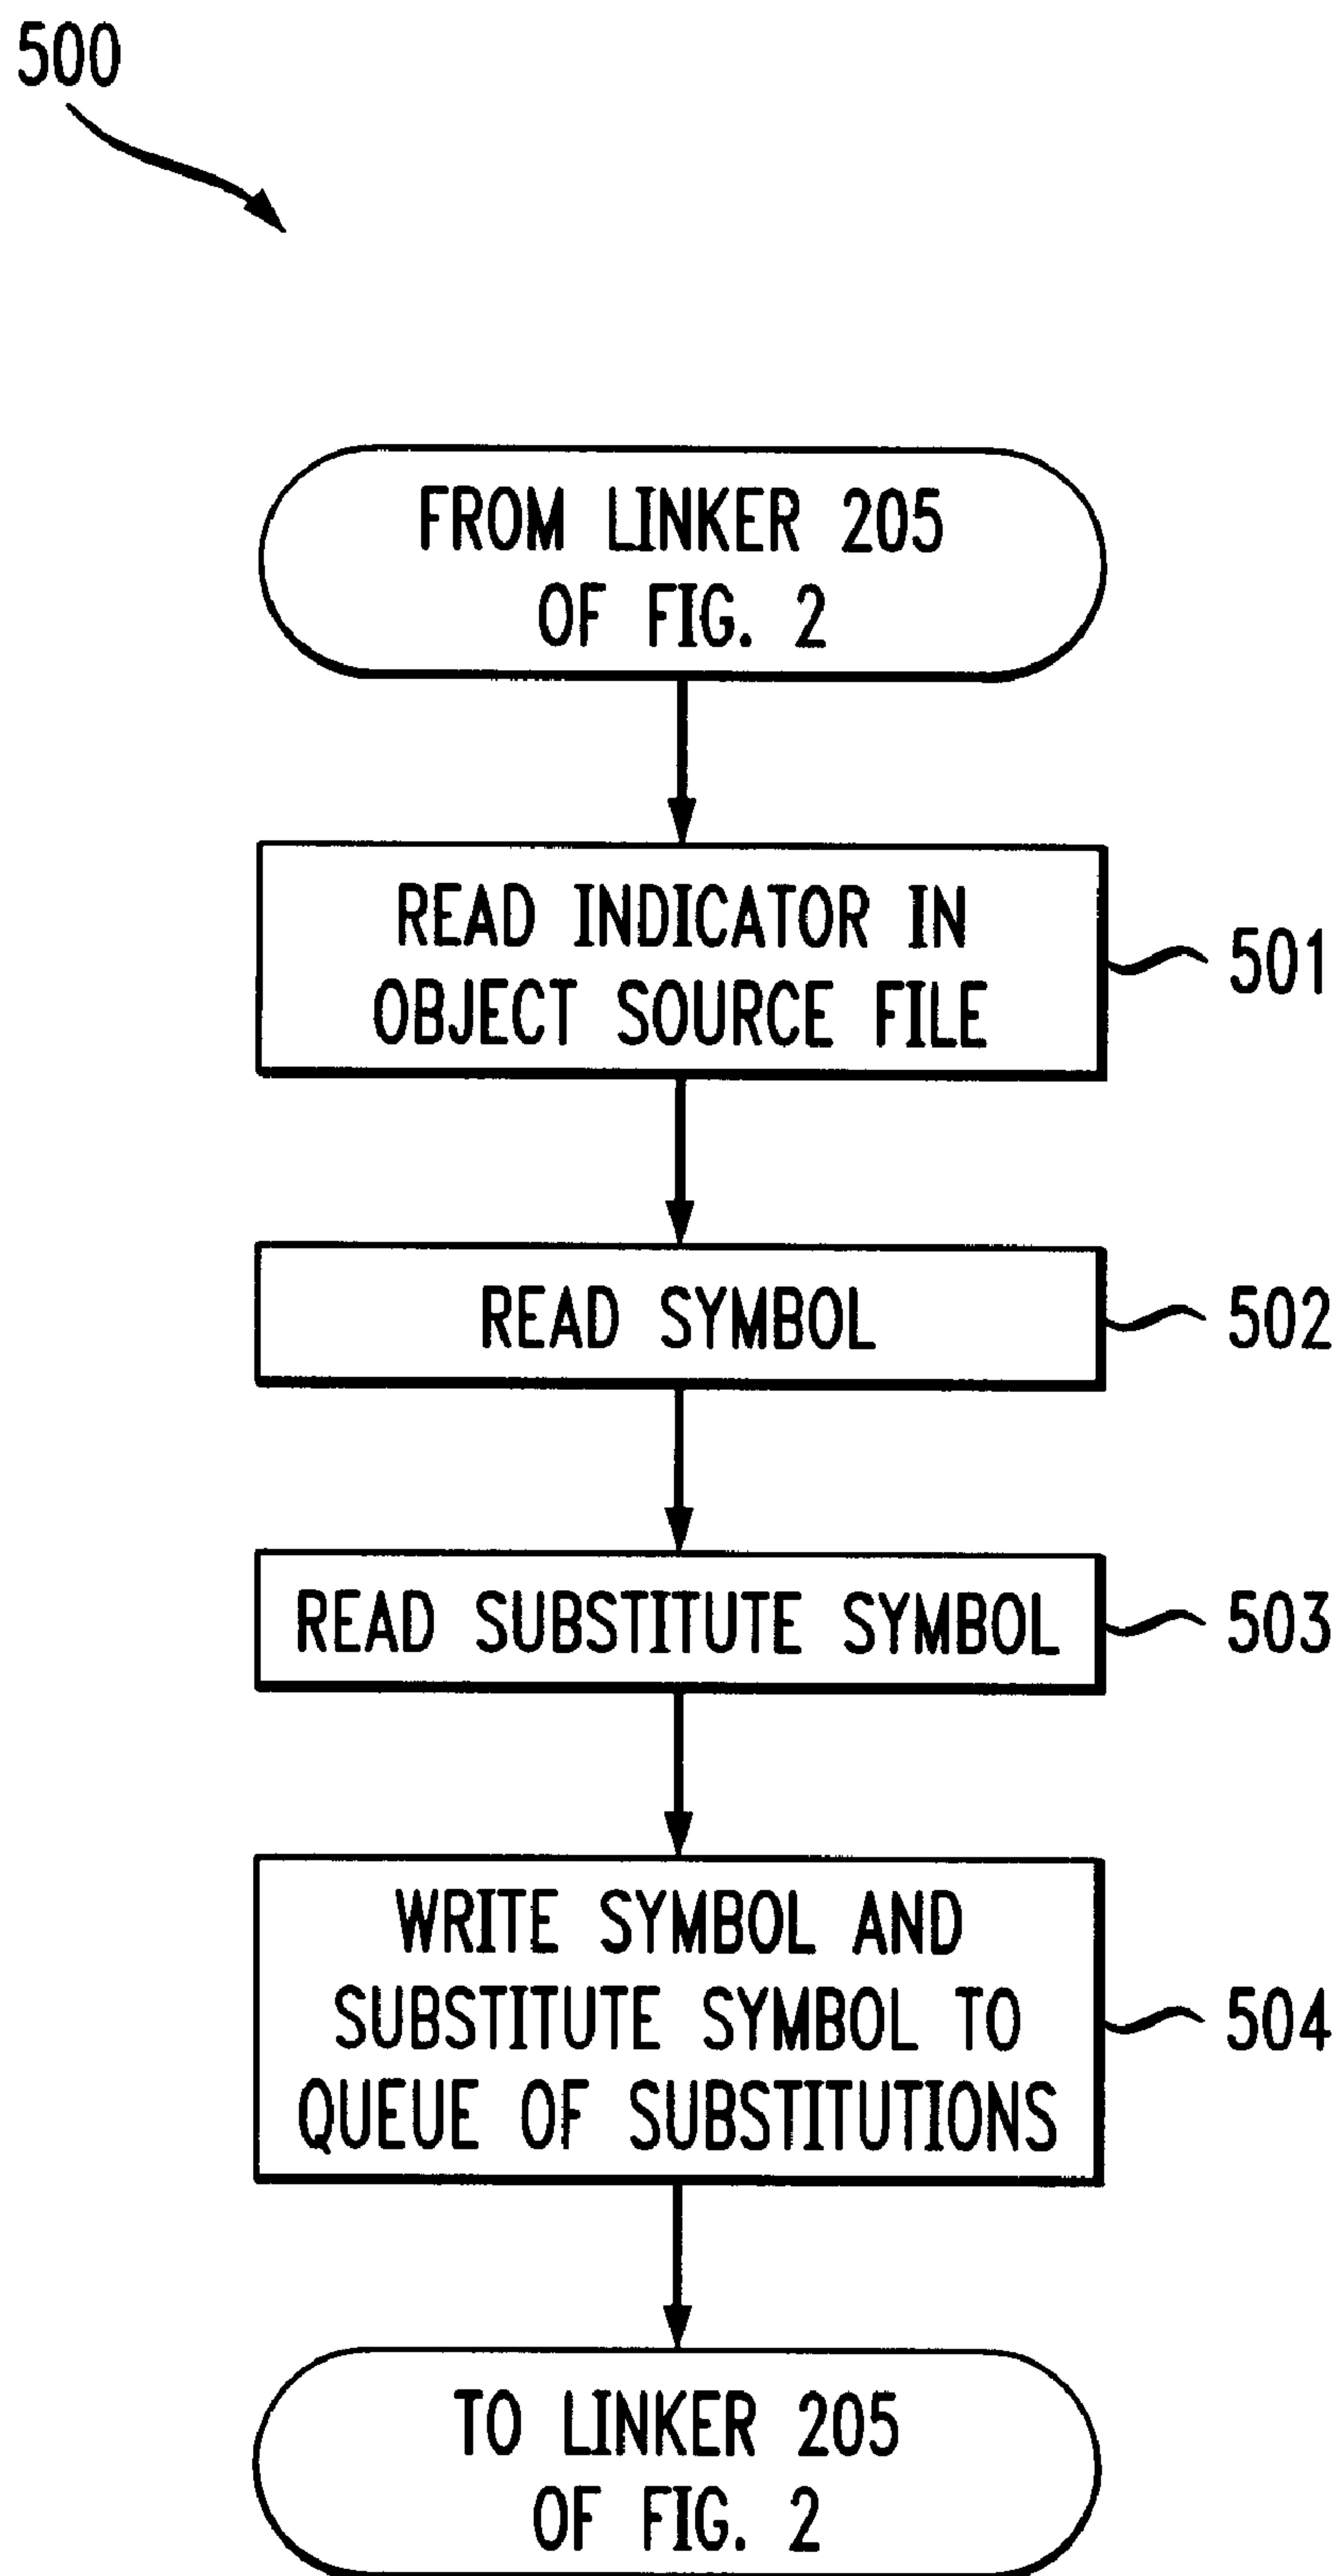 500
FROM LINKER 205
OF FIG. 2
READ INDICATOR IN
OBJECT SOURCE FILE
501
READ SYMBOL
502
READ SUBSTITUTE SYMBOL
503
WRITE SYMBOL AND
SUBSTITUTE SYMBOL TO
QUEUE OF SUBSTITUTIONS
504
TO LINKER 205
OF FIG. 2